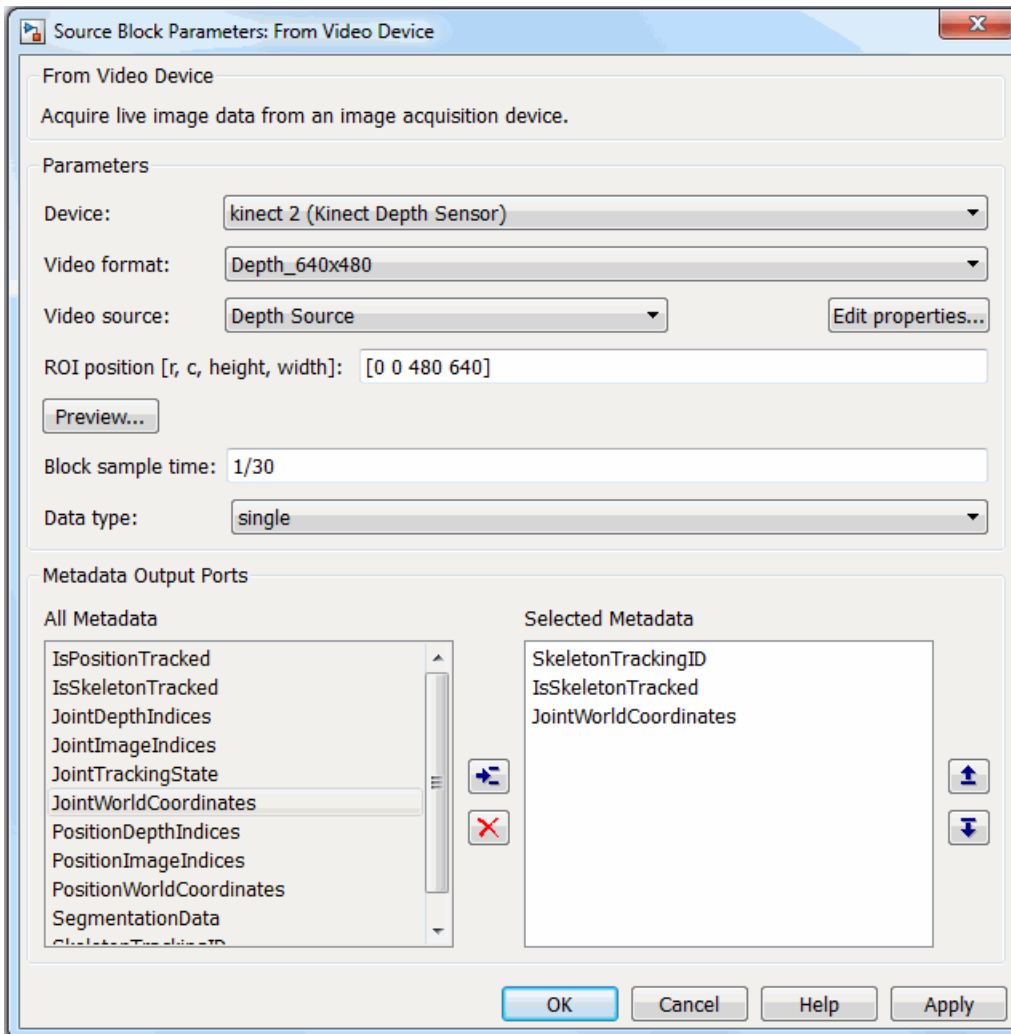 Source Block Parameters: From Video Device
From Video Device
Acquire live image data from an image acquisition device.
Parameters
Device: kinect 2 (Kinect Depth Sensor)
Video format: Depth_640x480
Video source: Depth Source Edit properties...
ROI position [r, c, height, width]: [0 0 480 640]
Preview...
Block sample time: 1/30
Data type: single
Metadata Output Ports
All Metadata
IsPositionTracked
IsSkeletonTracked
JointDepthIndices
JointImageIndices
JointTrackingState
JointWorldCoordinates
PositionDepthIndices
PositionImageIndices
PositionWorldCoordinates
SegmentationData
SkeletonTrackingID
Selected Metadata
SkeletonTrackingID
IsSkeletonTracked
JointWorldCoordinates
OK Cancel Help Apply